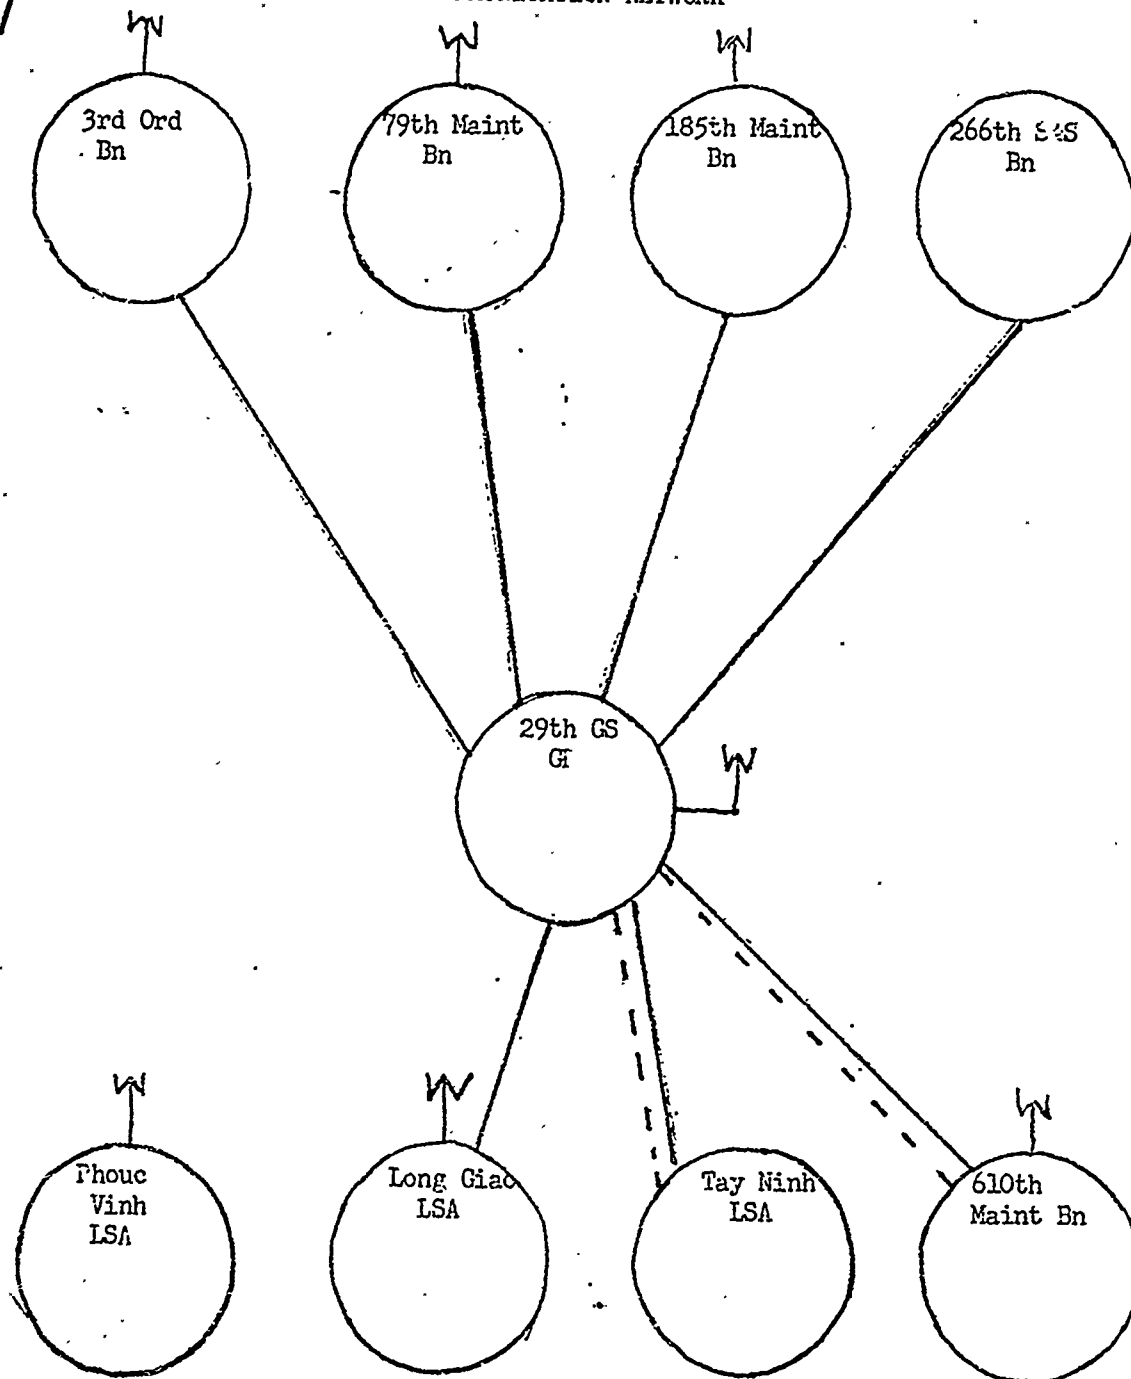 3rd Ord
Bn
79th Maint
Bn
185th Maint
Bn
266th S&S
Bn
29th GS
Phouc
Vinh
LSA
Long Giao
LSA
Tay Ninh
LSA
610th
Maint Bn